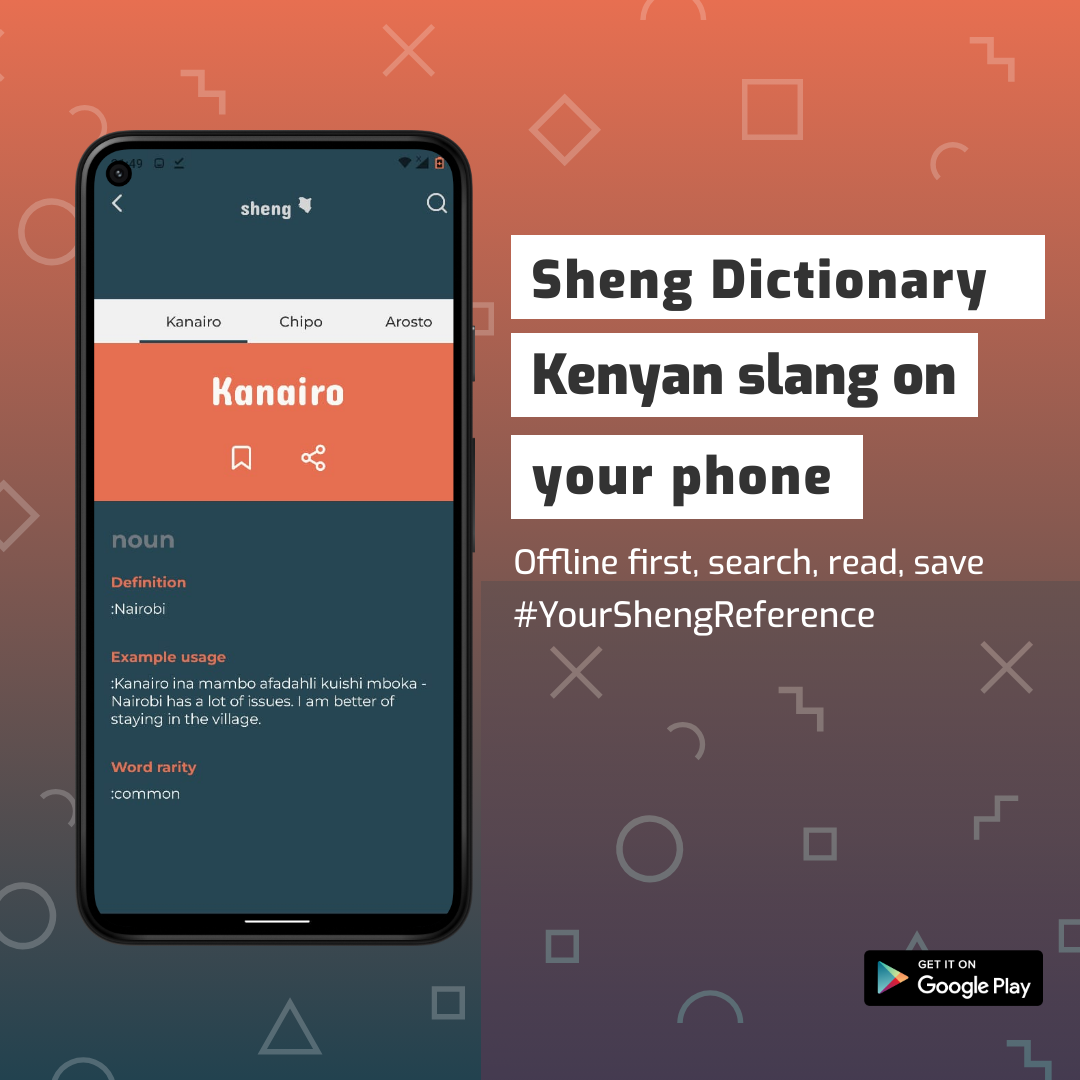 sheng
Kanairo Chipo Arosto
Kanairo
noun
Definition
:Nairobi
Example usage
:Kanairo ina mambo afadahli kuishi mboka -
Nairobi has a lot of issues. I am better of
staying in the village.
Word rarity
:common
Sheng Dictionary
Kenyan slang on
your phone
Offline first, search, read, save
#YourShengReference
GET IT ON
Google Play